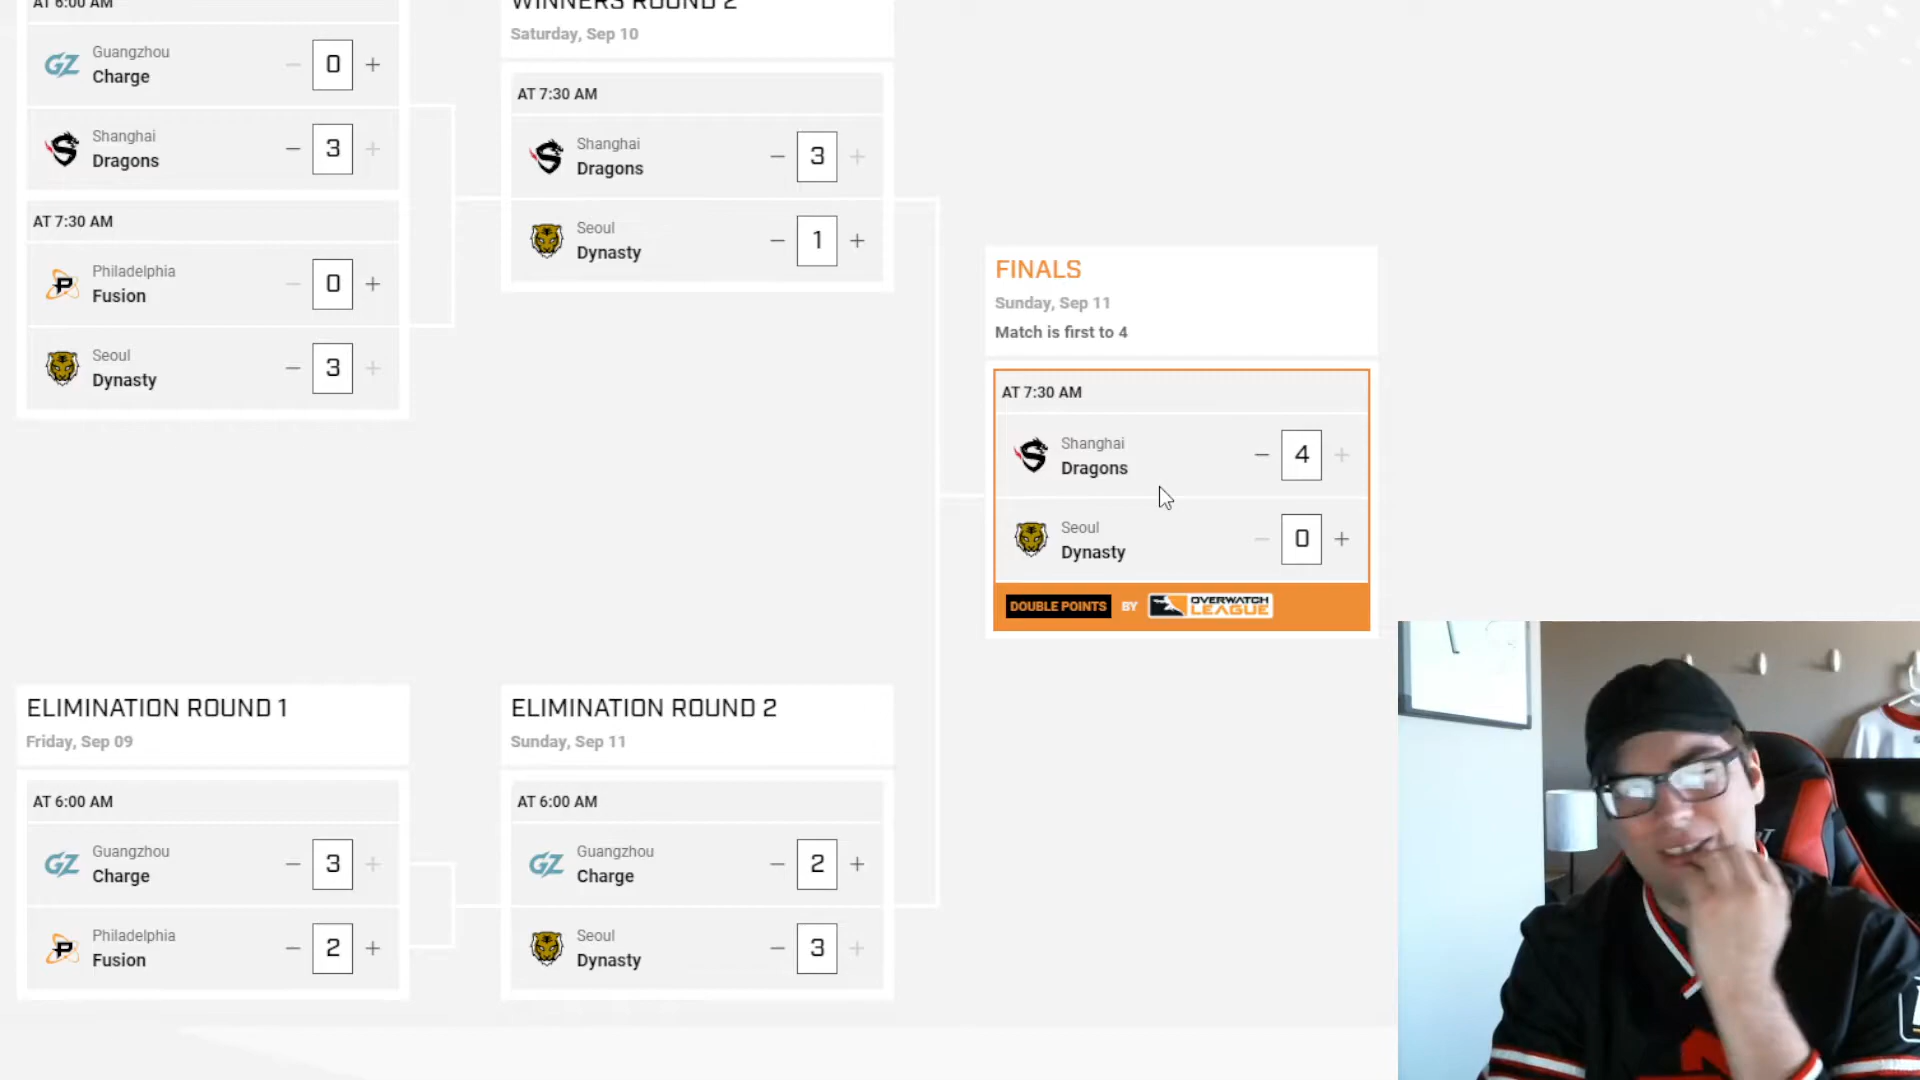 AT 6:00 AM
Guangzhou
Charge
0
Shanghai
Dragons
3
AT 7:30 AM
Philadelphia
Fusion
0
Seoul
Dynasty
3
WINNERS ROUND 2
Saturday, Sep 10
AT 7:30 AM
Shanghai
Dragons
3
Seoul
Dynasty
1
FINALS
Sunday, Sep 11
Match is first to 4
AT 7:30 AM
Shanghai
Dragons
4
Seoul
Dynasty
0
DOUBLE POINTS BY OVERWATCH LEAGUE
ELIMINATION ROUND 1
Friday, Sep 09
AT 6:00 AM
Guangzhou
Charge
3
Philadelphia
Fusion
2
ELIMINATION ROUND 2
Sunday, Sep 11
AT 6:00 AM
Guangzhou
Charge
2
Seoul
Dynasty
3